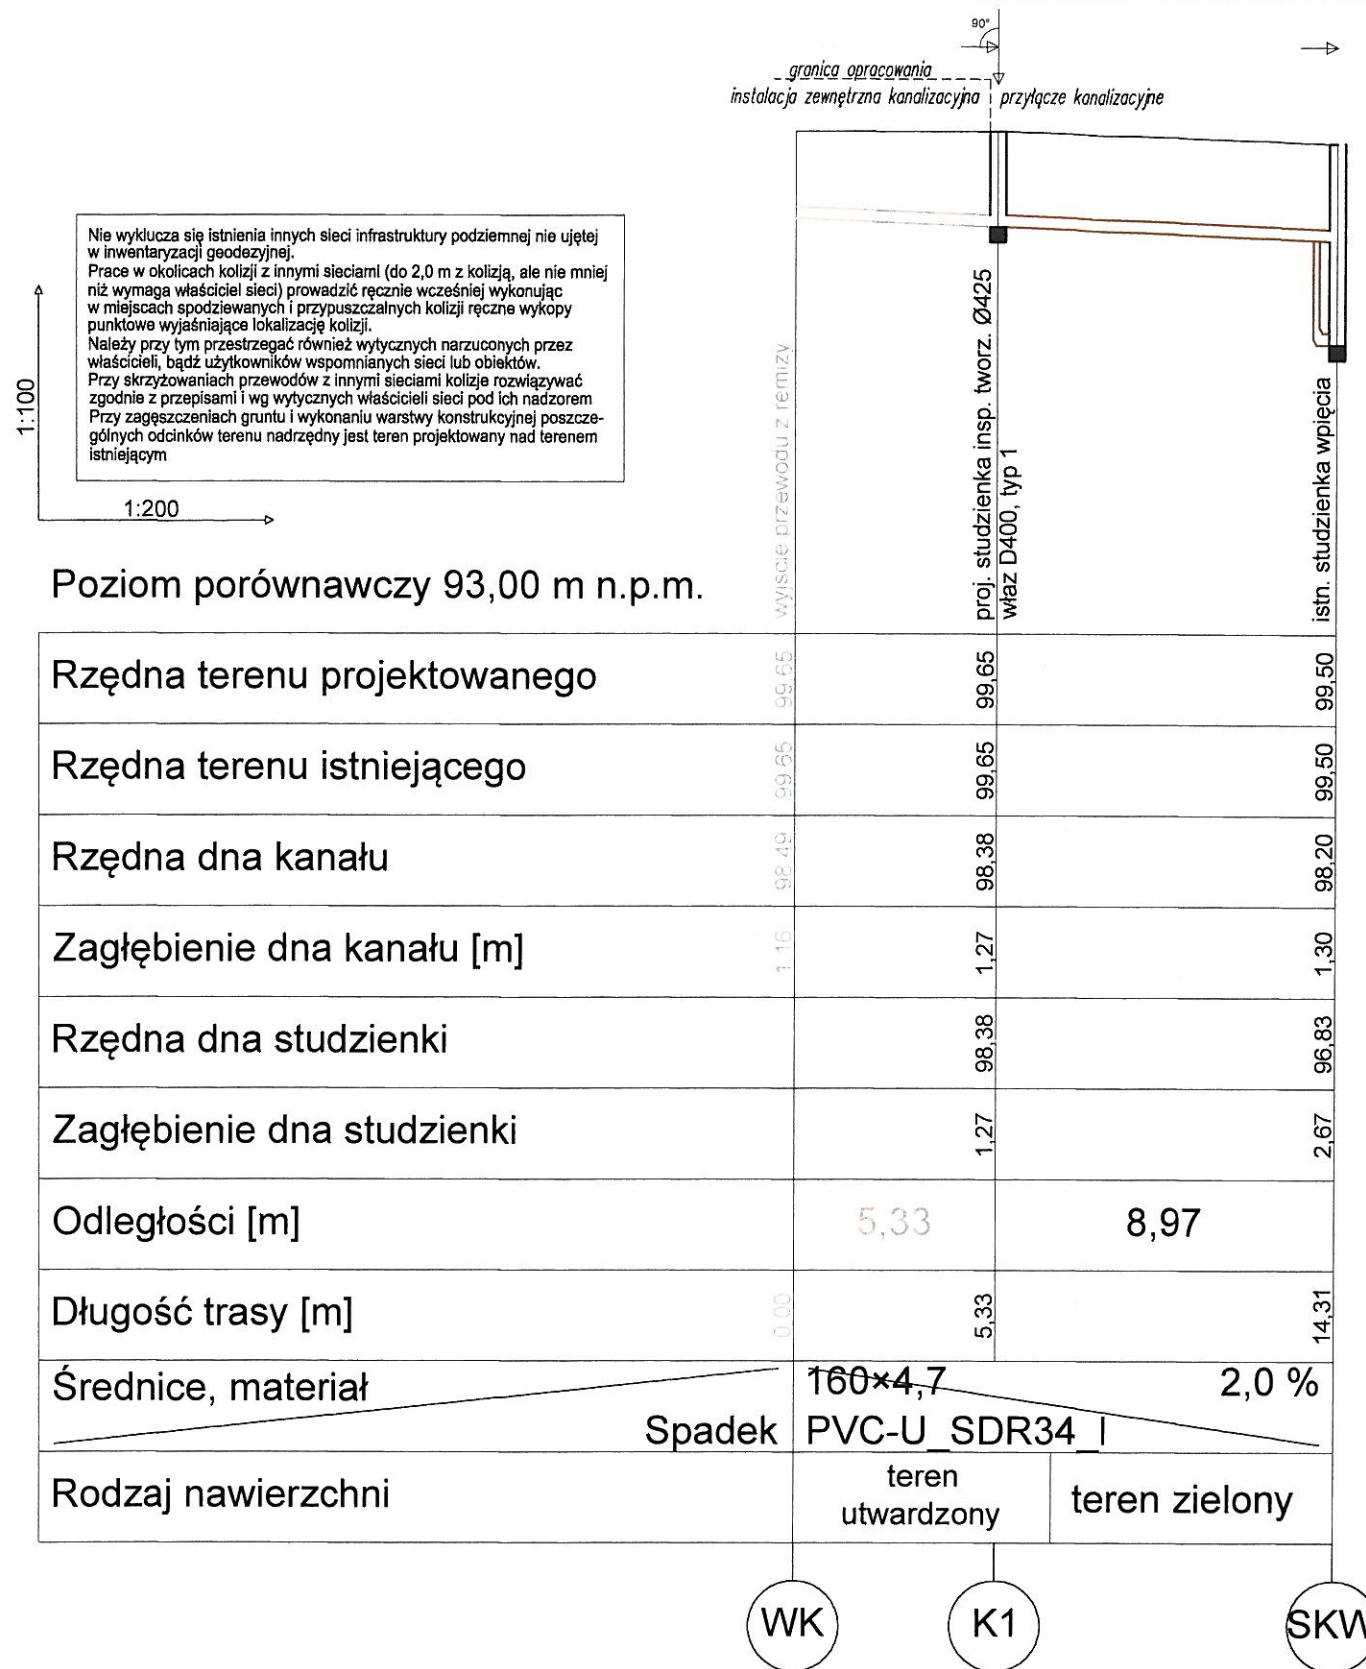 90°
granica opracowania
instalacja zewnętrzna kanalizacyjna przyłącze kanalizacyjne
Nie wyklucza się istnienia innych sieci infrastruktury podziemnej nie ujętej
w inwentaryzacji geodezyjnej.
Prace w okolicach kolizji z innymi sieciami (do 2,0 m z kolizją, ale nie mniej
niż wymaga właściciel sieci) prowadzić ręcznie wcześniej wykonując
w miejscach spodziewanych i przypuszczalnych kolizji ręczne wykopy
punktowe wyjaśniające lokalizację kolizji.
Należy przy tym przestrzegać również wytycznych narzuconych przez
właścicieli, bądź użytkowników wspomnianych sieci lub obiektów.
Przy skrzyżowaniach przewodów z innymi sieciami kolizje rozwiązywać
zgodnie z przepisami i wg wytycznych właścicieli sieci pod ich nadzorem
Przy zagęszczeniach gruntu i wykonaniu warstwy konstrukcyjnej poszcze-
gólnych odcinków terenu nadrzędny jest teren projektowany nad terenem
istniejącym
1:100
1:200
wyjście przewodu z remizy
proj. studzienka insp. tworz. Ø425
właz D400, typ 1
istn. studzienka wpięcia
Poziom porównawczy 93,00 m n.p.m.
Rzędna terenu projektowanego 99,65 99,65 99,50
Rzędna terenu istniejącego 99,65 99,65 99,50
Rzędna dna kanału 98,49 98,38 98,20
Zagłębienie dna kanału [m] 1,16 1,27 1,30
Rzędna dna studzienki 98,38 96,83
Zagłębienie dna studzienki 1,27 2,67
Odległości [m] 5,33 8,97
Długość trasy [m] 0,00 5,33 14,31
Średnice, materiał 160×4,7 2,0 %
Spadek PVC-U_SDR34_l
Rodzaj nawierzchni teren utwardzony teren zielony
WK K1 SKW